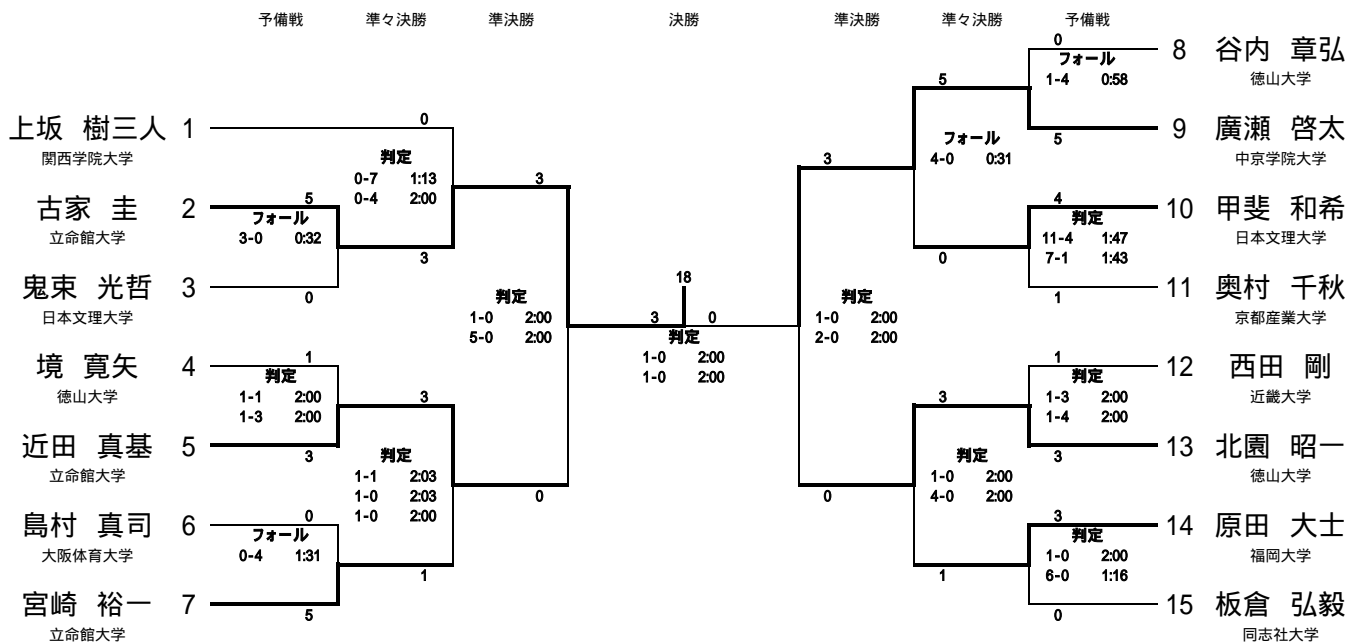 予備戦 準々決勝 準決勝 決勝 準決勝 準々決勝 予備戦
上坂 樹三人 1
関西学院大学
古家 圭 2
立命館大学
鬼束 光哲 3
日本文理大学
境 寛矢 4
徳山大学
近田 真基 5
立命館大学
島村 真司 6
大阪体育大学
宮崎 裕一 7
立命館大学
5
フォール
3-0 0:32
0
1
判定
1-1 2:00
1-3 2:00
3
0
フォール
0-4 1:31
5
0
判定
0-7 1:13
0-4 2:00
3
3
判定
1-1 2:03
1-0 2:03
1-0 2:00
1
3
判定
1-0 2:00
5-0 2:00
0
18
3 0
判定
1-0 2:00
1-0 2:00
3
判定
1-0 2:00
2-0 2:00
0
5
フォール
4-0 0:31
0
3
判定
1-0 2:00
4-0 2:00
1
0
フォール
1-4 0:58
5
4
判定
11-4 1:47
7-1 1:43
1
1
判定
1-3 2:00
1-4 2:00
3
3
判定
1-0 2:00
6-0 1:16
0
8 谷内 章弘
徳山大学
9 廣瀬 啓太
中京学院大学
10 甲斐 和希
日本文理大学
11 奥村 千秋
京都産業大学
12 西田 剛
近畿大学
13 北園 昭一
徳山大学
14 原田 大士
福岡大学
15 板倉 弘毅
同志社大学